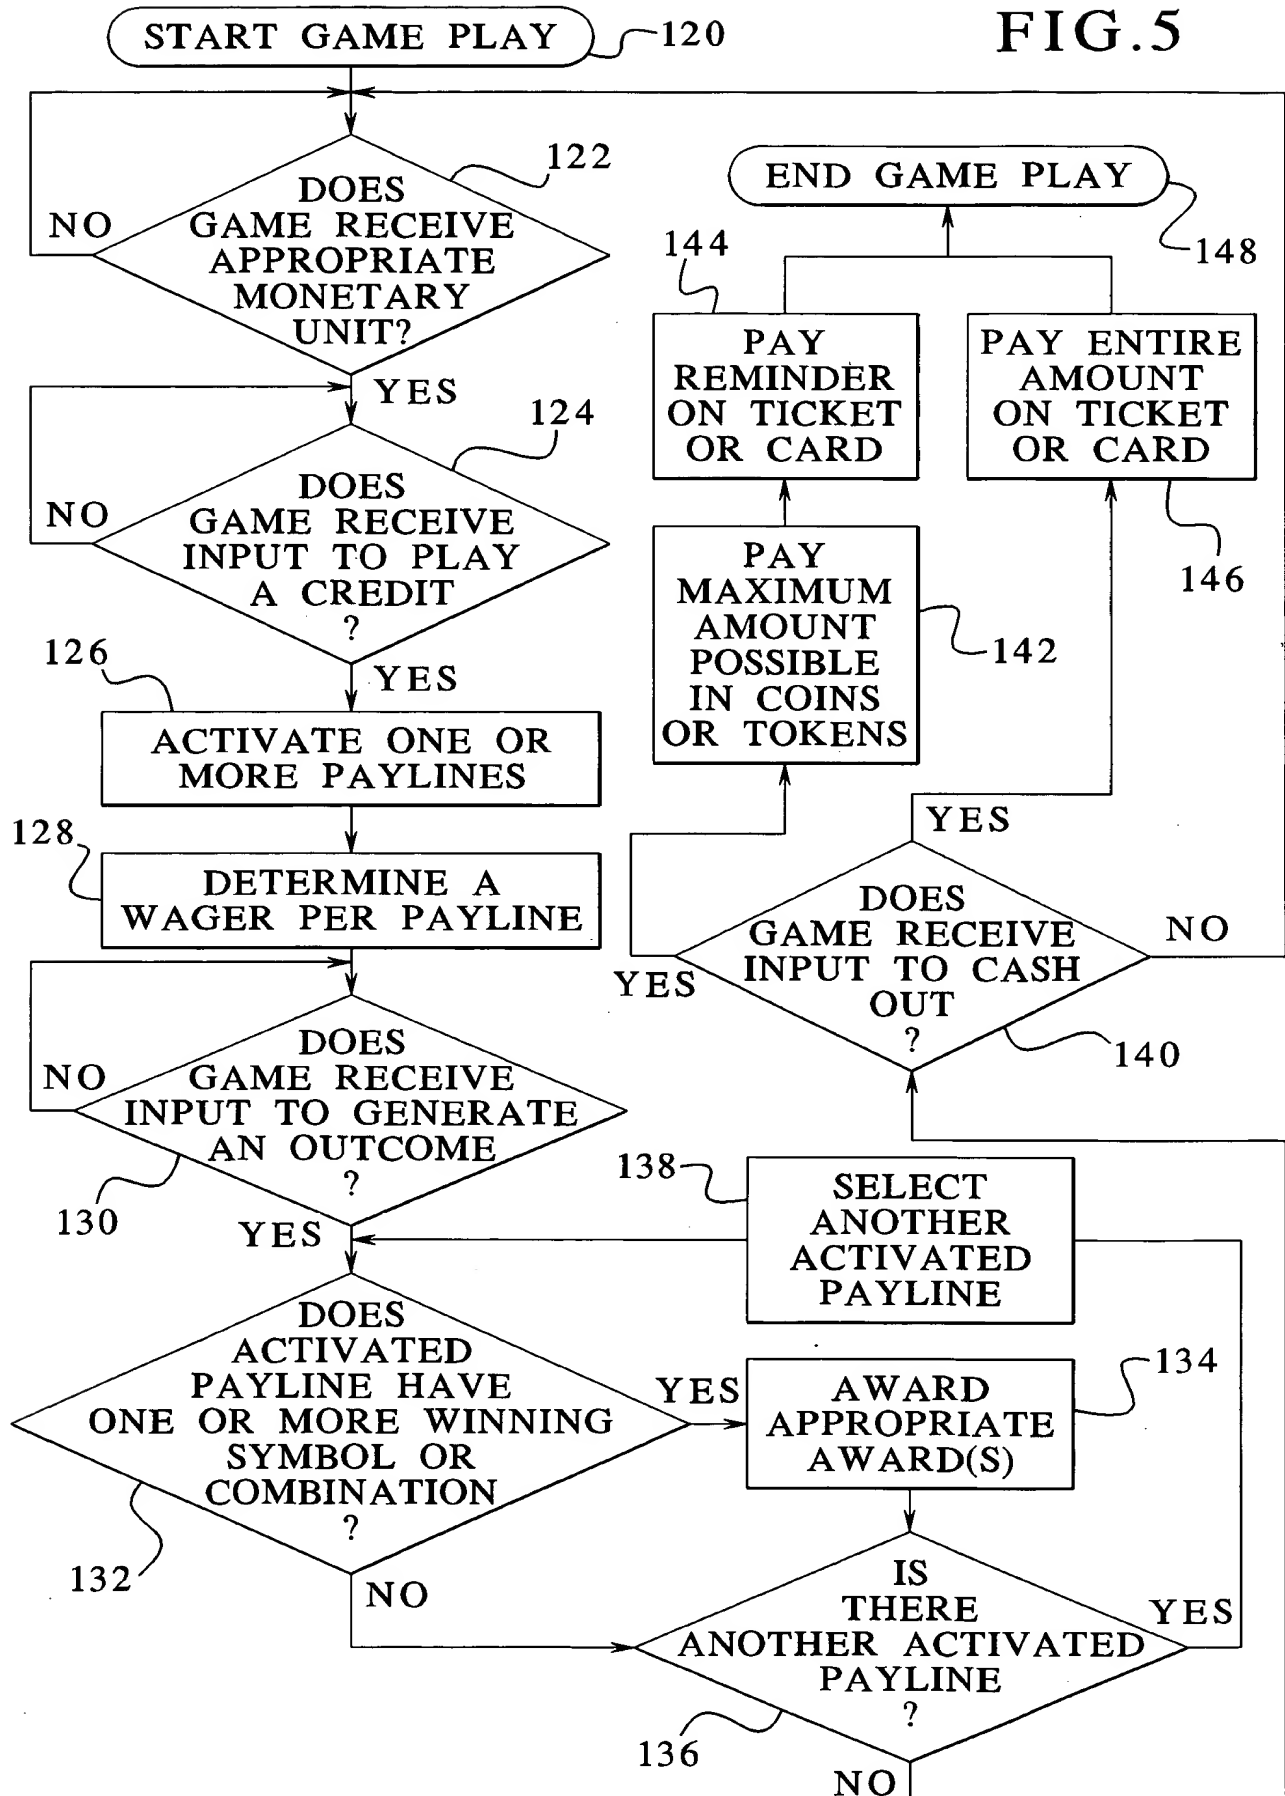 FIG.5
START GAME PLAY
120
122
DOES
GAME RECEIVE
APPROPRIATE
MONETARY
UNIT?
NO
YES
124
DOES
GAME RECEIVE
INPUT TO PLAY
A CREDIT
?
NO
YES
126
ACTIVATE ONE OR
MORE PAYLINES
128
DETERMINE A
WAGER PER PAYLINE
DOES
GAME RECEIVE
INPUT TO GENERATE
AN OUTCOME
?
NO
130
YES
DOES
ACTIVATED
PAYLINE HAVE
ONE OR MORE WINNING
SYMBOL OR
COMBINATION
?
132
YES
NO
AWARD
APPROPRIATE
AWARD(S)
134
IS
THERE
ANOTHER ACTIVATED
PAYLINE
?
136
YES
NO
138
SELECT
ANOTHER
ACTIVATED
PAYLINE
DOES
GAME RECEIVE
INPUT TO CASH
OUT
?
140
YES
YES
NO
PAY
MAXIMUM
AMOUNT
POSSIBLE
IN COINS
OR TOKENS
142
144
PAY
REMINDER
ON TICKET
OR CARD
PAY ENTIRE
AMOUNT
ON TICKET
OR CARD
146
END GAME PLAY
148